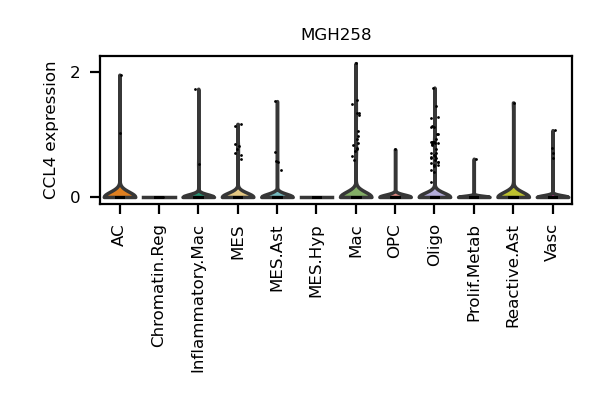 MGH258
CCL4 expression
2
0
AC
Chromatin.Reg
Inflammatory.Mac
MES
MES.Ast
MES.Hyp
Mac
OPC
Oligo
Prolif.Metab
Reactive.Ast
Vasc